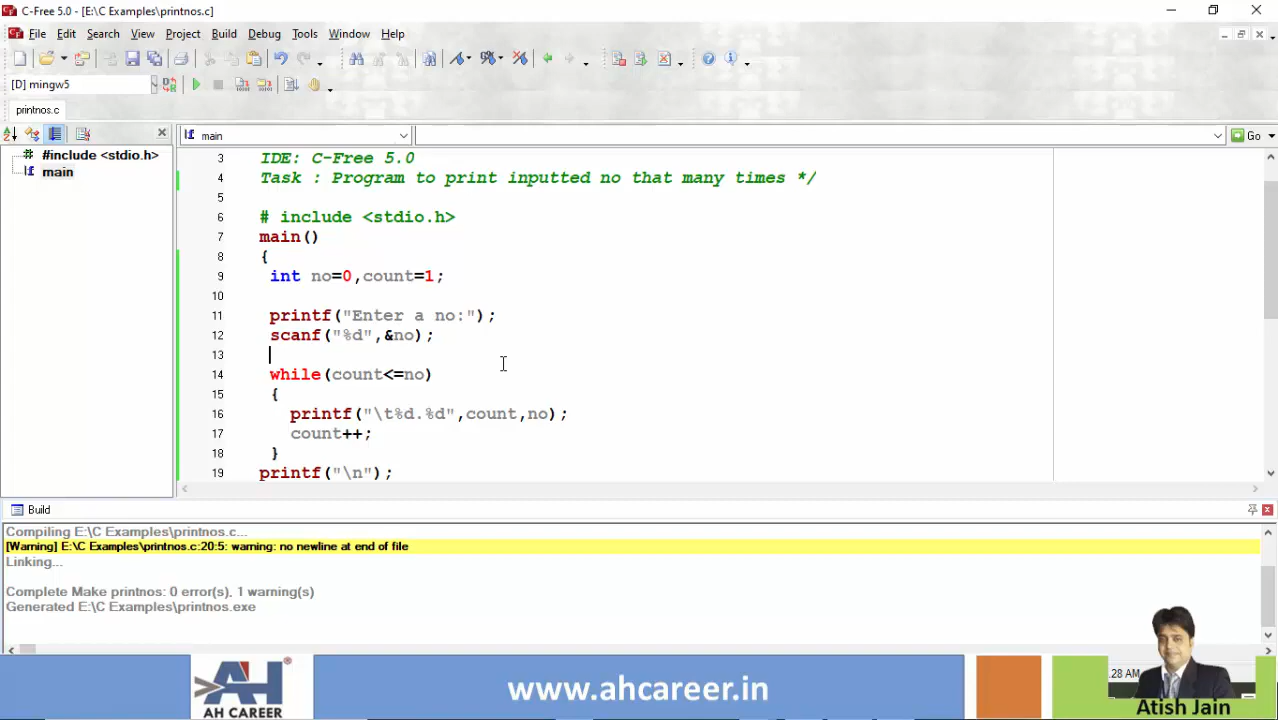 C-Free 5.0 - [E:\C Examples\printnos.c]
File Edit Search View Project Build Debug Tools Window Help
[D] mingw5
printnos.c
main
Go
#include <stdio.h>
main
3 IDE: C-Free 5.0
4 Task : Program to print inputted no that many times */
5
6 # include <stdio.h>
7 main()
8 {
9 int no=0,count=1;
10
11 printf("Enter a no:");
12 scanf("%d",&no);
13
14 while(count<=no)
15 {
16 printf("\t%d.%d",count,no);
17 count++;
18 }
19 printf("\n");
Build
Compiling E:\C Examples\printnos.c...
[Warning] E:\C Examples\printnos.c:20:5: warning: no newline at end of file
Linking...
Complete Make printnos: 0 error(s), 1 warning(s)
Generated E:\C Examples\printnos.exe
AH
AH CAREER
www.ahcareer.in
.28 AM
Atish Jain